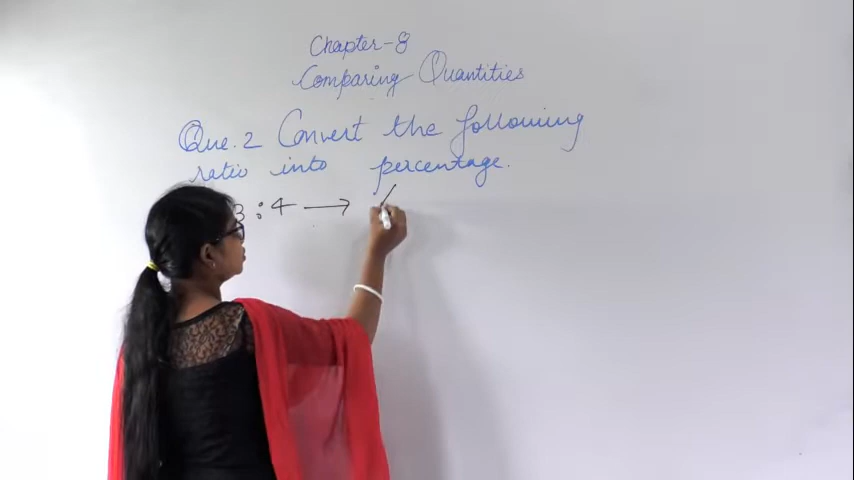 Chapter-8
Comparing Quantities
Que.2 Convert the following
ratio into percentage.
3:4 →